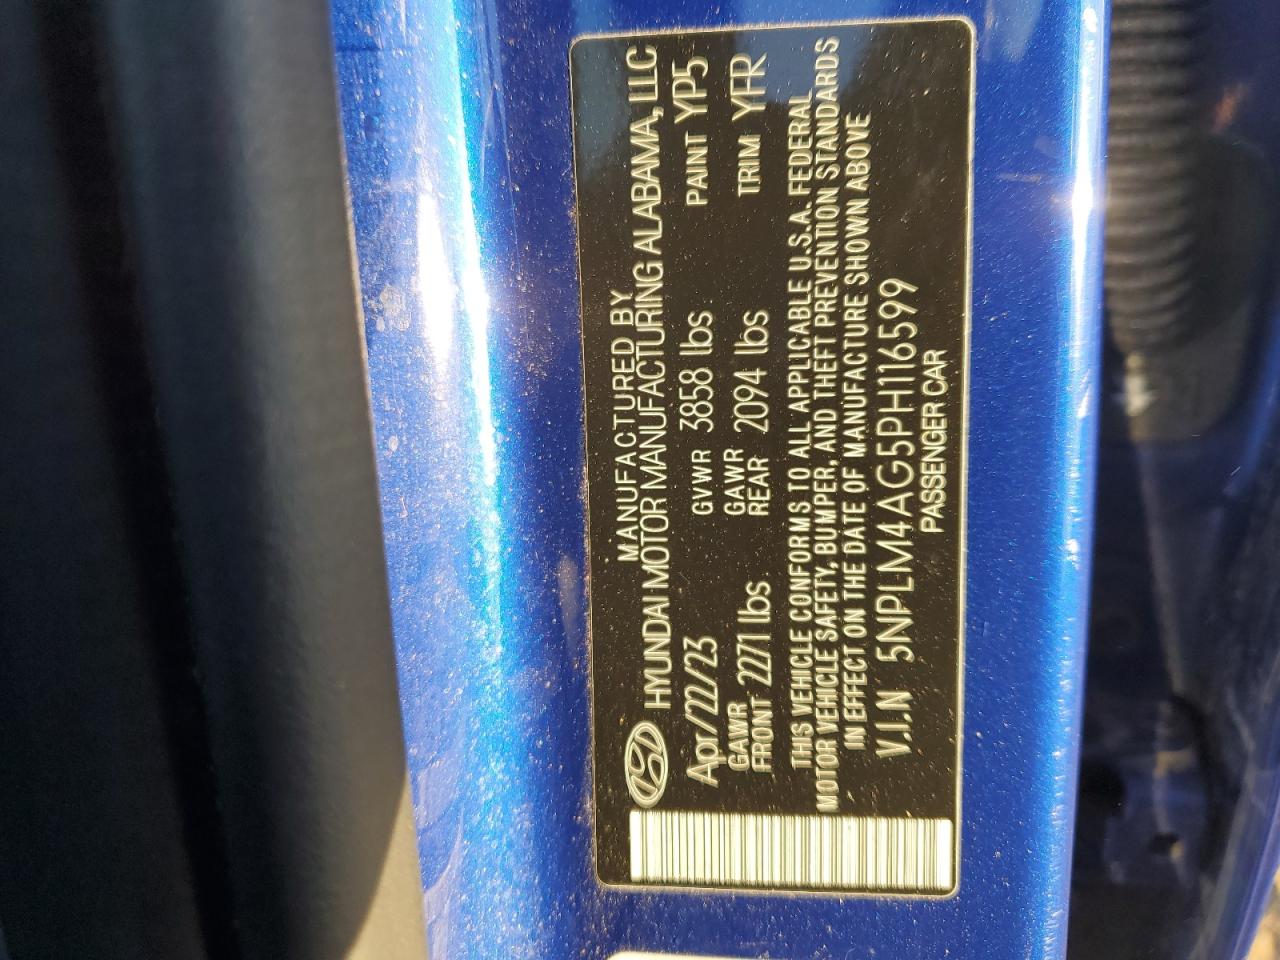 MANUFACTURED BY
HYUNDAI MOTOR MANUFACTURING ALABAMA, LLC
Apr/22/23 GVWR 3858 lbs PAINT YP5
GAWR FRONT 2271 lbs GAWR REAR 2094 lbs TRIM YFR
THIS VEHICLE CONFORMS TO ALL APPLICABLE U.S.A. FEDERAL
MOTOR VEHICLE SAFETY, BUMPER, AND THEFT PREVENTION STANDARDS
IN EFFECT ON THE DATE OF MANUFACTURE SHOWN ABOVE
V.I.N 5NPLM4AG5PH116599
PASSENGER CAR